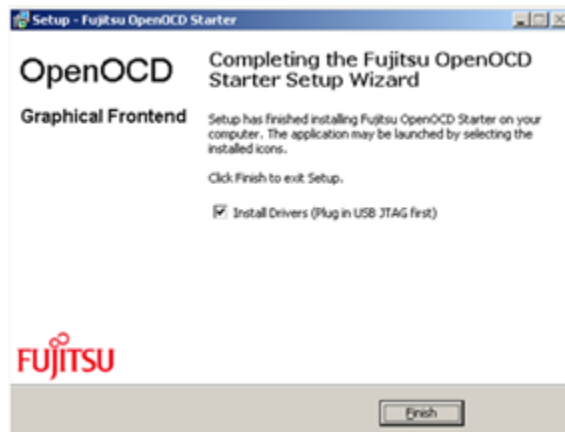 Setup - Fujitsu OpenOCD Starter
OpenOCD
Graphical Frontend
Completing the Fujitsu OpenOCD
Starter Setup Wizard
Setup has finished installing Fujitsu OpenOCD Starter on your
computer. The application may be launched by selecting the
installed icons.
Click Finish to exit Setup.
Install Drivers (Plug in USB JTAG first)
FUJITSU
Finish